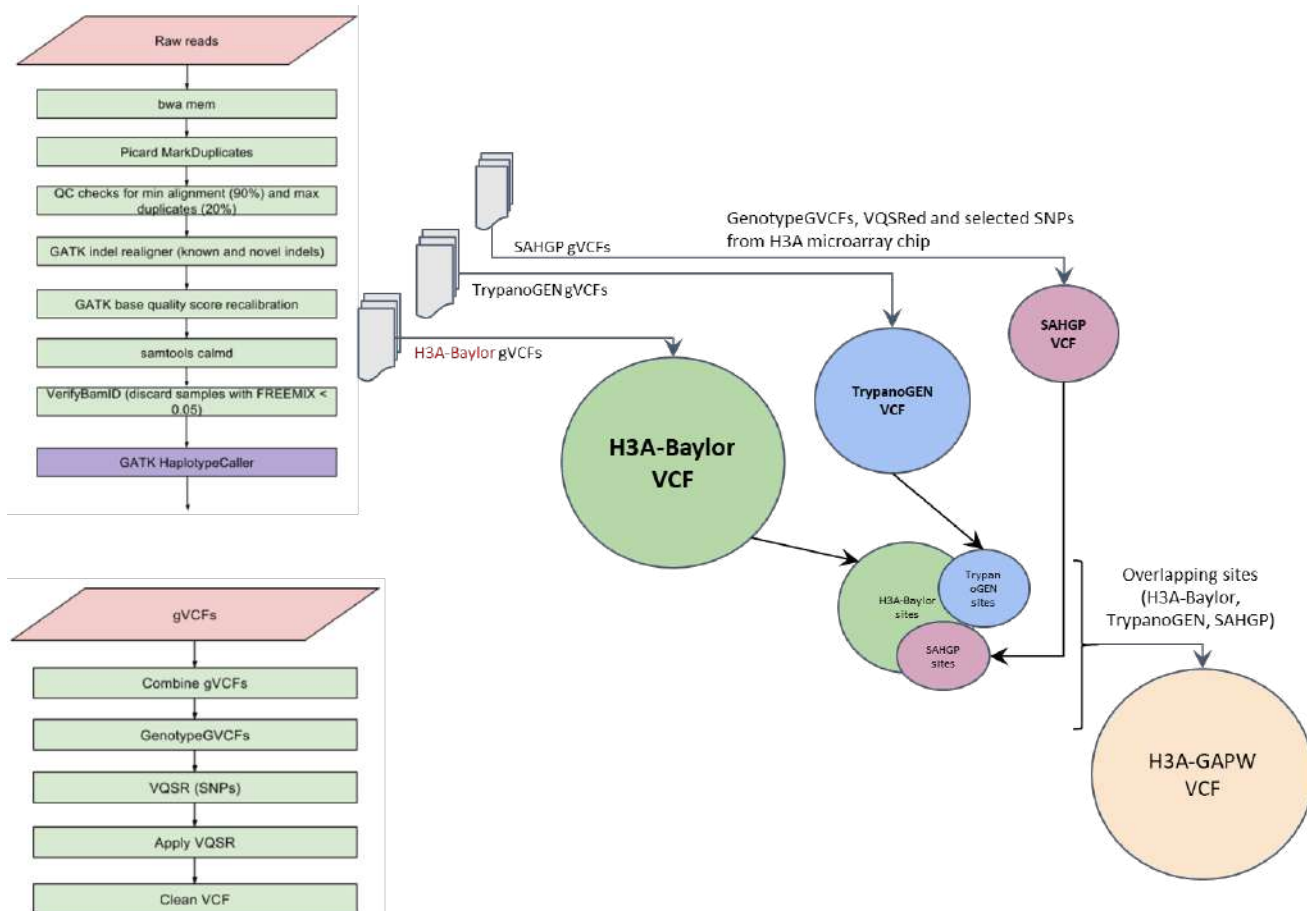 Raw reads
bwa mem
Picard MarkDuplicates
QC checks for min alignment (90%) and max
duplicates (20%)
GATK indel realigner (known and novel indels)
GATK base quality score recalibration
samtools calmd
VerifyBamID (discard samples with FREEMIX <
0.05)
GATK HaplotypeCaller
gVCFs
Combine gVCFs
GenotypeGVCFs
VQSR (SNPs)
Apply VQSR
Clean VCF
SAHGP gVCFs
TrypanoGEN gVCFs
H3A-Baylor gVCFs
GenotypeGVCFs, VQSRed and selected SNPs
from H3A microarray chip
SAHGP
VCF
TrypanoGEN
VCF
H3A-Baylor
VCF
H3A-Baylor
sites
Trypan
oGEN
sites
SAHGP
sites
Overlapping sites
(H3A-Baylor,
TrypanoGEN, SAHGP)
H3A-GAPW
VCF